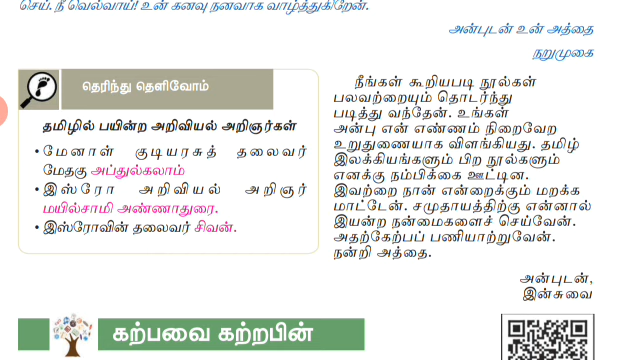 செய். நீ வெல்வாய்! உன் கனவு நனவாக வாழ்த்துகிறேன்.
அன்புடன் உன் அத்தை
நறுமுகை
தெரிந்து தெளிவோம்
தமிழில் பயின்ற அறிவியல் அறிஞர்கள்
• மேனாள் குடியரசுத் தலைவர்
மேதகு அப்துல்கலாம்
• இஸ்ரோ அறிவியல் அறிஞர்
மயில்சாமி அண்ணாதுரை.
• இஸ்ரோவின் தலைவர் சிவன்.
நீங்கள் கூறியபடி நூல்கள்
பலவற்றையும் தொடர்ந்து
படித்து வந்தேன். உங்கள்
அன்பு என் எண்ணம் நிறைவேற
உறுதுணையாக விளங்கியது. தமிழ்
இலக்கியங்களும் பிற நூல்களும்
எனக்கு நம்பிக்கை ஊட்டின.
இவற்றை நான் என்றைக்கும் மறக்க
மாட்டேன். சமுதாயத்திற்கு என்னால்
இயன்ற நன்மைகளைச் செய்வேன்.
அதற்கேற்பப் பணியாற்றுவேன்.
நன்றி அத்தை.
அன்புடன்,
இன்சுவை
கற்பவை கற்றபின்